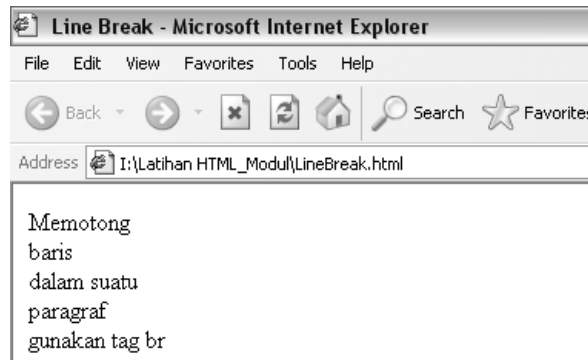 Line Break - Microsoft Internet Explorer
File Edit View Favorites Tools Help
Back Search Favorites
Address I:\Latihan HTML_Modul\LineBreak.html
Memotong
baris
dalam suatu
paragraf
gunakan tag br